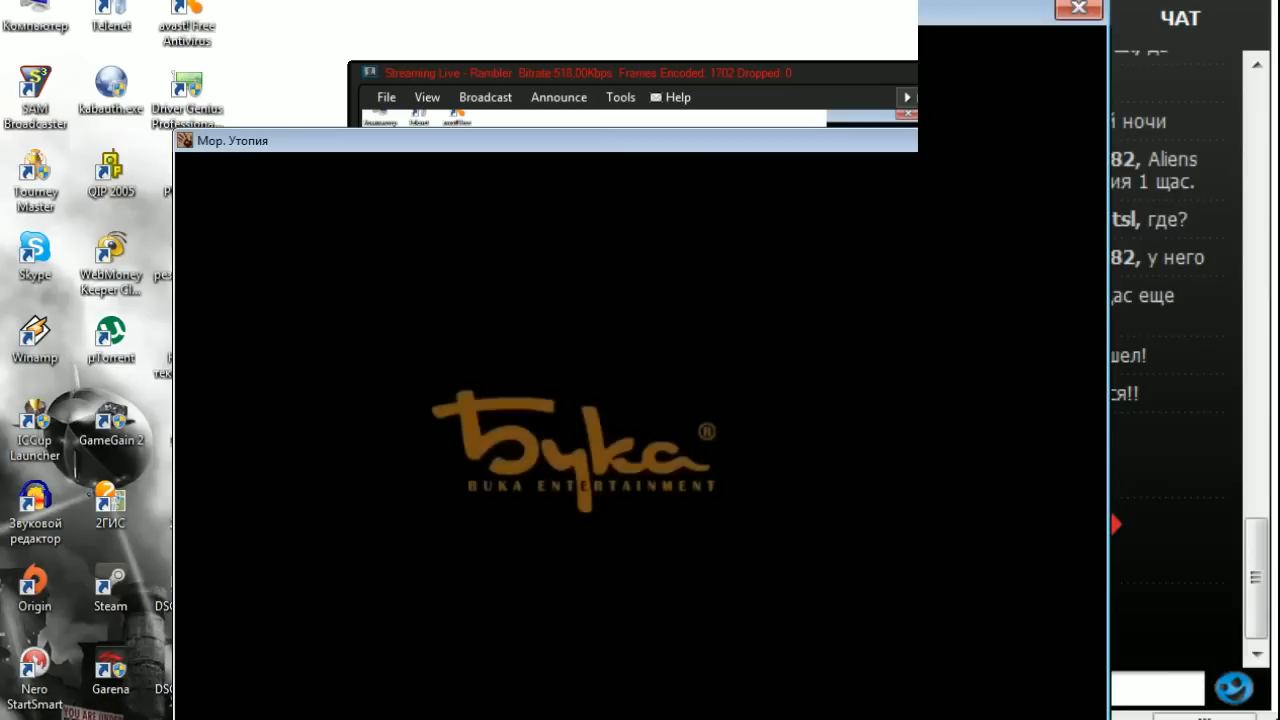 Компьютер
Telenet
avast! Free
Antivirus
SAM
Broadcaster
kabauth.exe
Driver Genius
Professiona...
Tourney
Master
QIP 2005
Skype
WebMoney
Keeper Cl...
Winamp
µTorrent
ICCup
Launcher
GameGain 2
Звуковой
редактор
2ГИС
Origin
Steam
Nero
StartSmart
Garena
YOU ARE UNDER
Streaming Live - Rambler Bitrate 518.00Kbps Frames Encoded: 1702 Dropped: 0
File View Broadcast Announce Tools Help
Мор. Утопия
Бука ®
BUKA ENTERTAINMENT
ЧАТ
й ночи
82, Aliens
ия 1 щас.
tsl, где?
82, у него
ас еще
шел!
ся!!